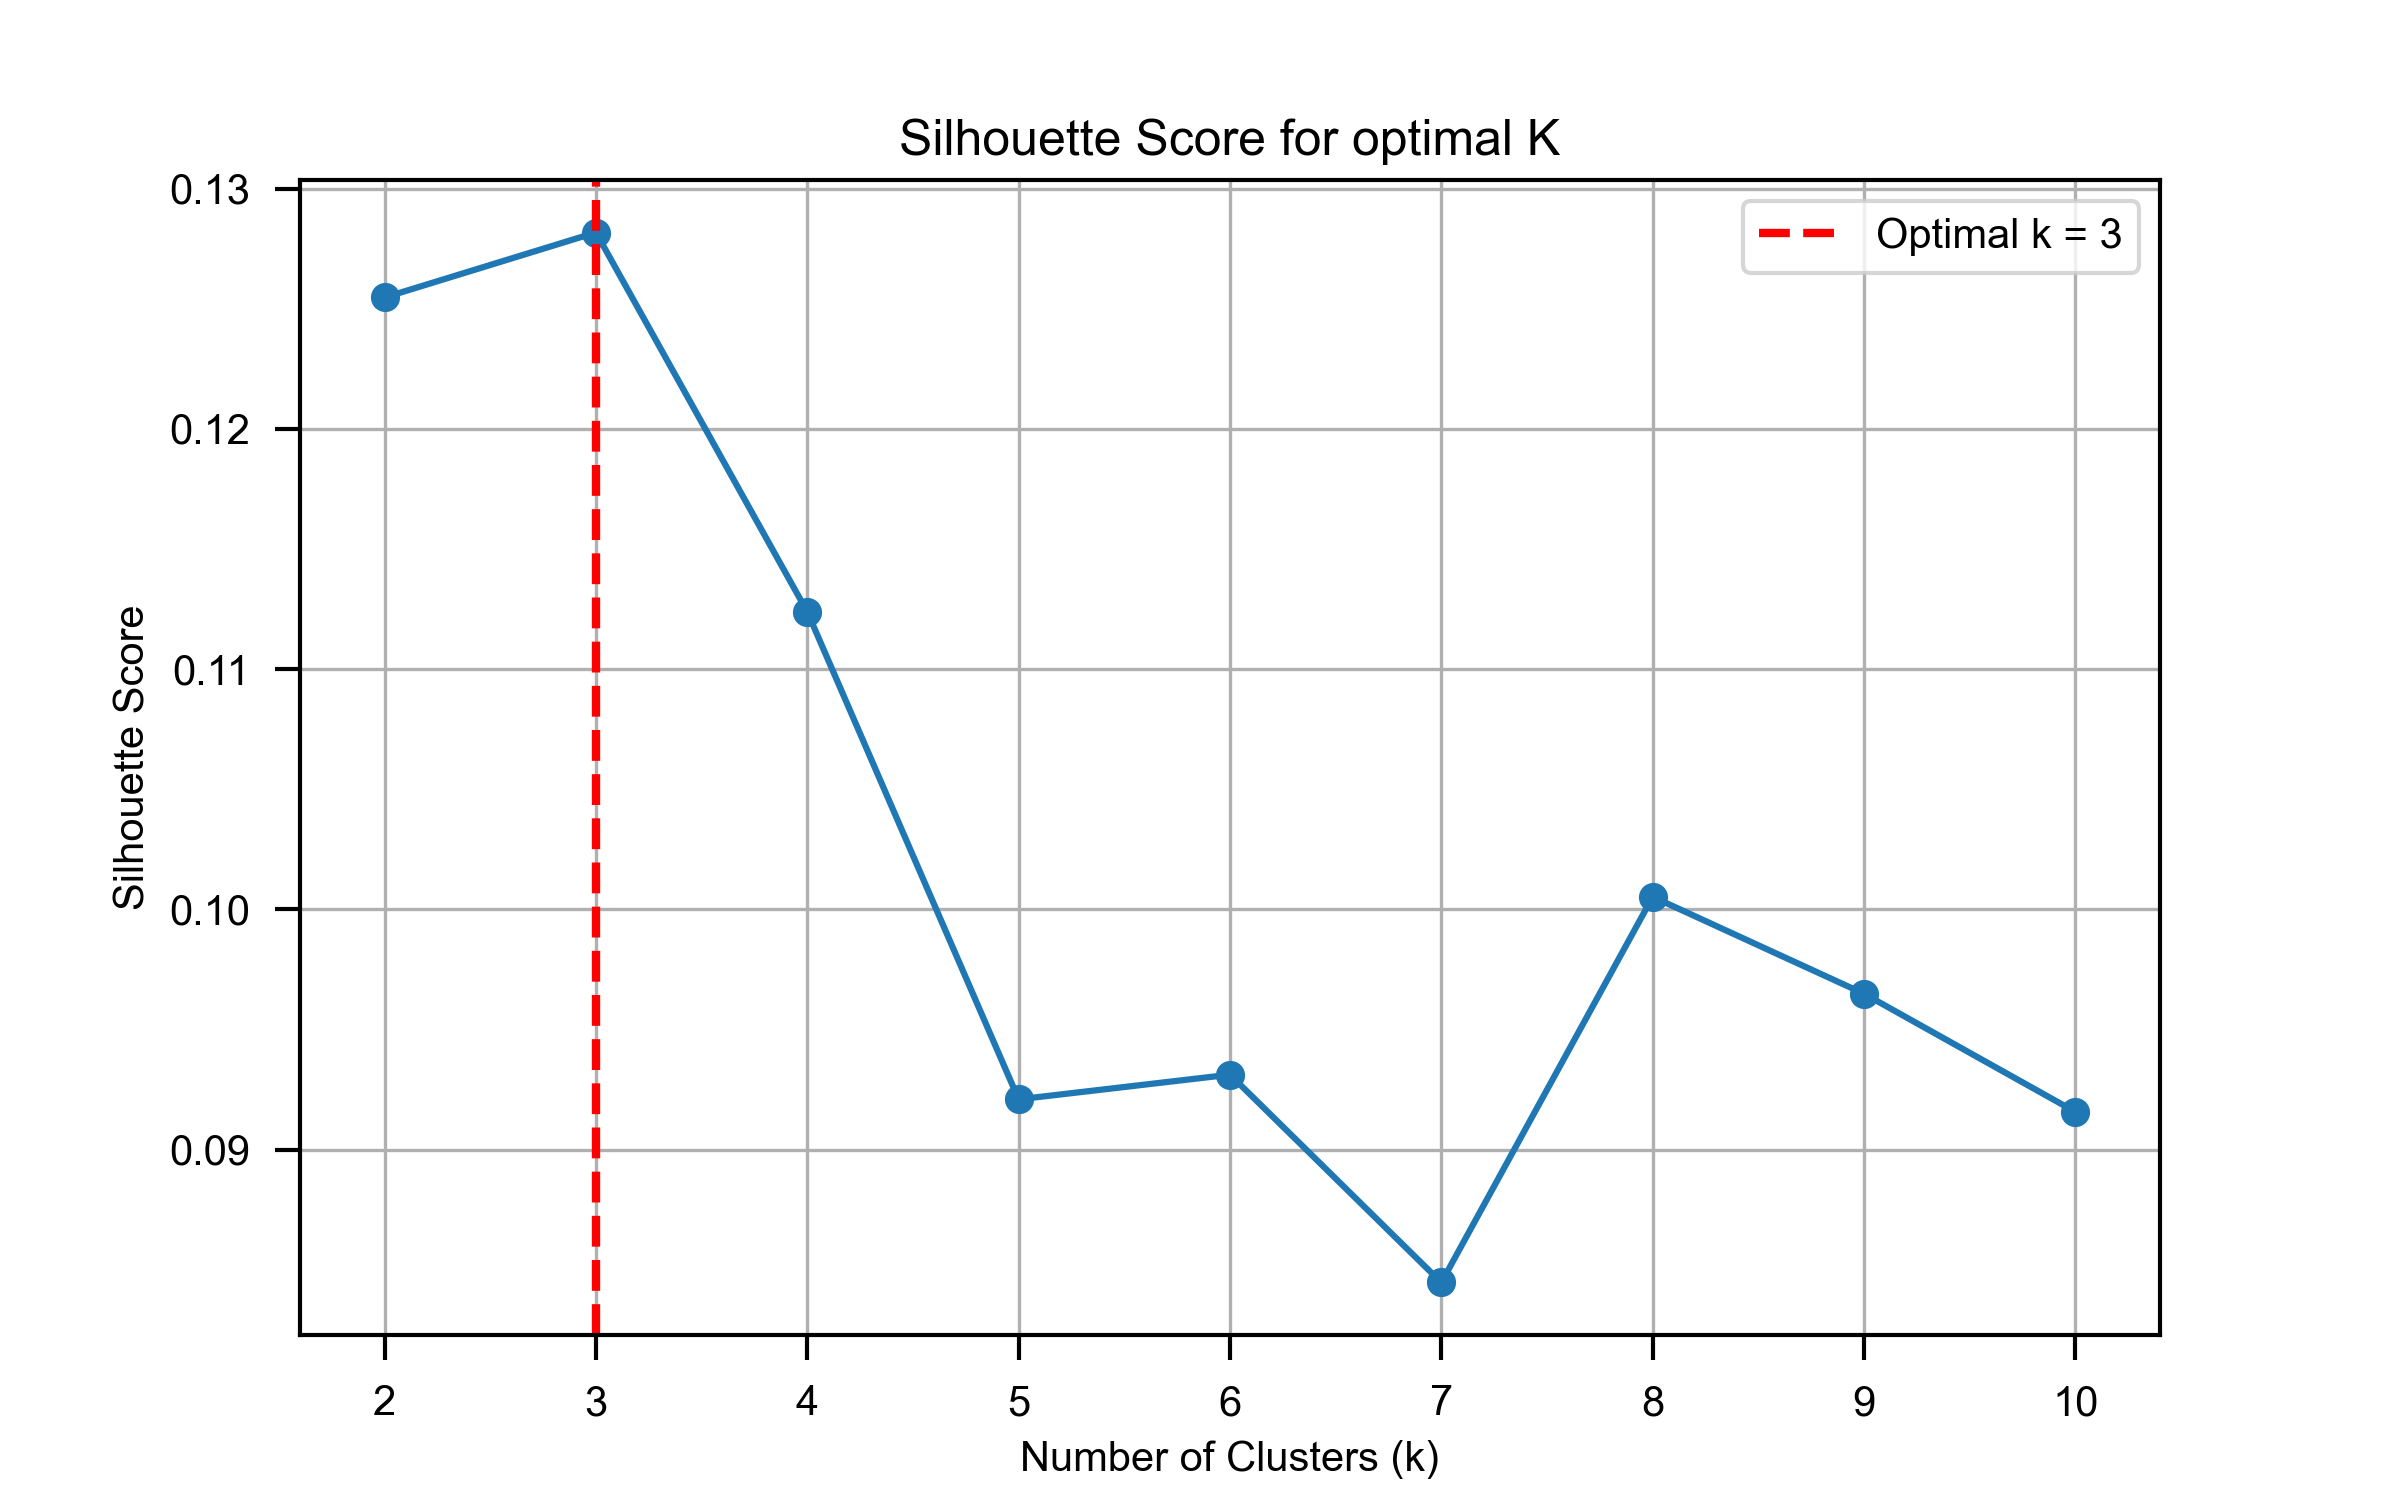 Silhouette Score for optimal K
0.13
0.12
0.11
0.10
0.09
Silhouette Score
Optimal k = 3
2 3 4 5 6 7 8 9 10
Number of Clusters (k)